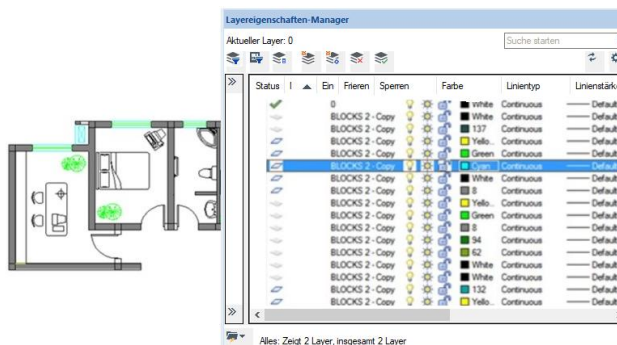 Layereigenschaften-Manager
Aktueller Layer: 0
Suche starten
Status Ein Frieren Sperren Farbe Linientyp Linienstärke
0 White Continuous Default
BLOCKS 2 - Copy White Continuous Default
BLOCKS 2 - Copy 137 Continuous Default
BLOCKS 2 - Copy Yello... Continuous Default
BLOCKS 2 - Copy Green Continuous Default
BLOCKS 2 - Copy Cyan Continuous Default
BLOCKS 2 - Copy White Continuous Default
BLOCKS 2 - Copy 8 Continuous Default
BLOCKS 2 - Copy Yello... Continuous Default
BLOCKS 2 - Copy Green Continuous Default
BLOCKS 2 - Copy 8 Continuous Default
BLOCKS 2 - Copy 94 Continuous Default
BLOCKS 2 - Copy 62 Continuous Default
BLOCKS 2 - Copy White Continuous Default
BLOCKS 2 - Copy White Continuous Default
BLOCKS 2 - Copy 132 Continuous Default
BLOCKS 2 - Copy Yello... Continuous Default
Alles: Zeigt 2 Layer, insgesamt 2 Layer